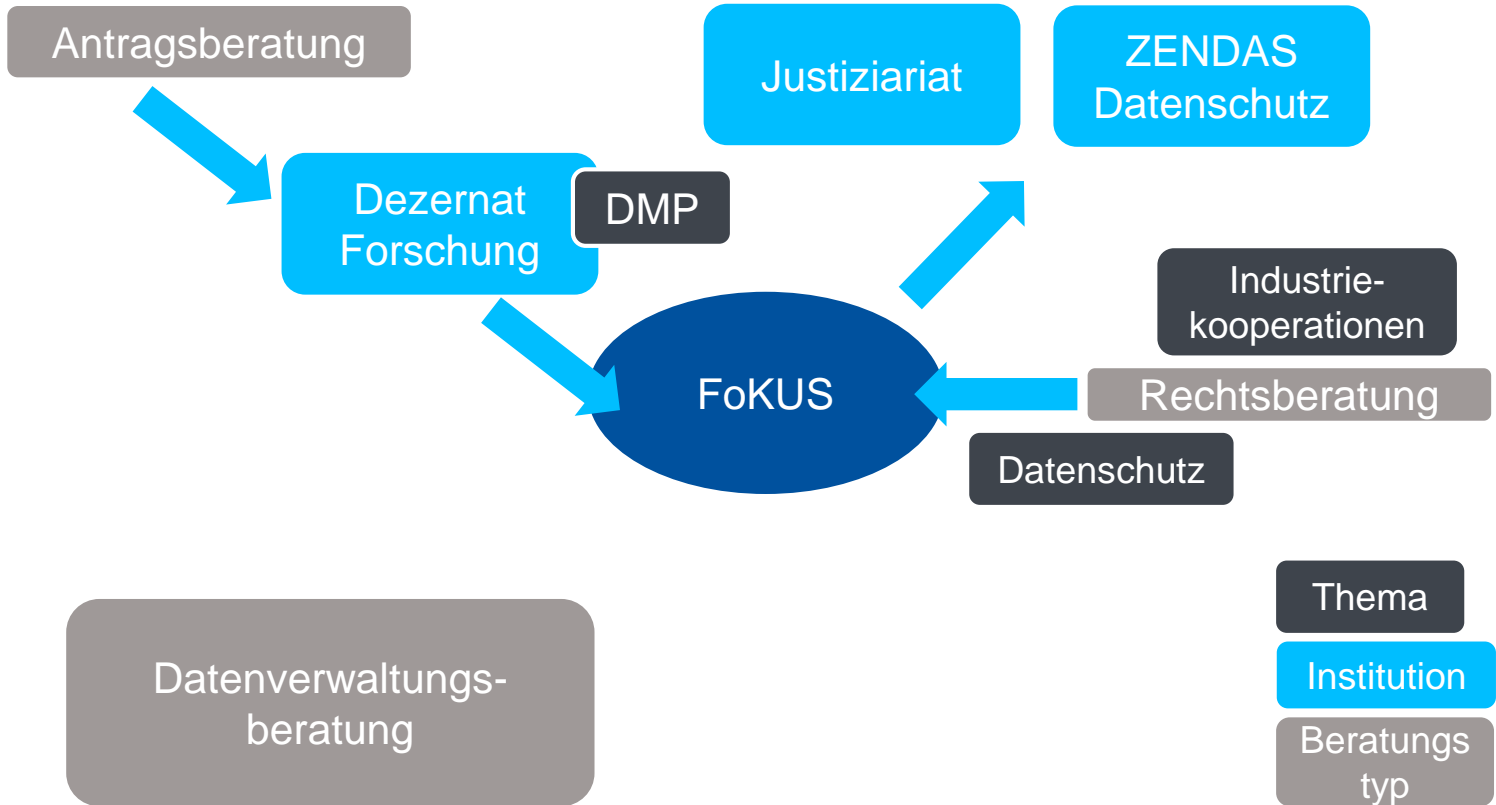 Antragsberatung
Justiziariat
ZENDAS
Datenschutz
Dezernat
Forschung
DMP
Industrie-
kooperationen
FoKUS
Rechtsberatung
Datenschutz
Thema
Datenverwaltungs-
beratung
Institution
Beratungs
typ